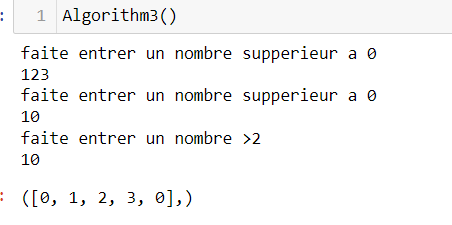 : 1 Algorithm3()
faite entrer un nombre supperieur a 0
123
faite entrer un nombre supperieur a 0
10
faite entrer un nombre >2
10
: ([0, 1, 2, 3, 0],)